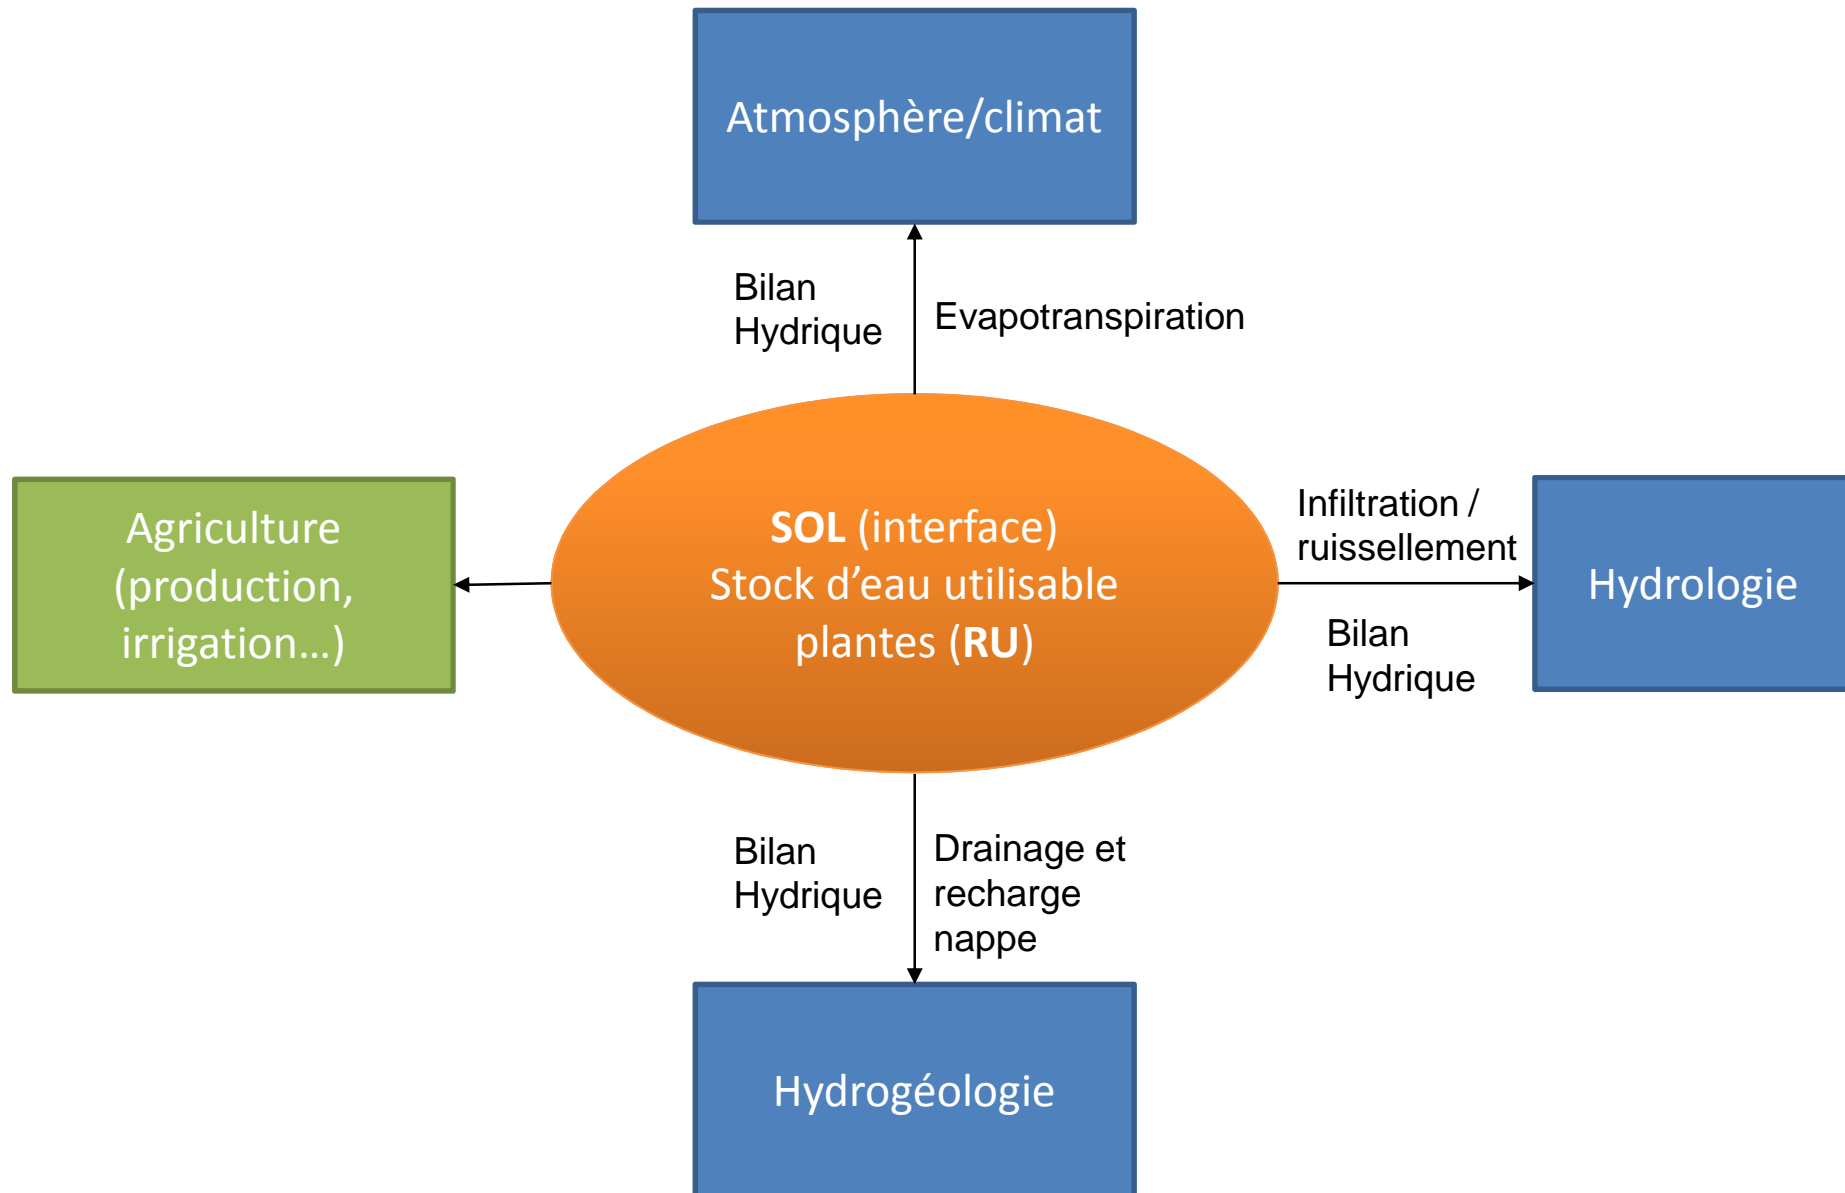 Atmosphère/climat
Bilan
Hydrique
Evapotranspiration
Agriculture
(production,
irrigation…)
SOL (interface)
Stock d’eau utilisable
plantes (RU)
Infiltration /
ruissellement
Bilan
Hydrique
Hydrologie
Bilan
Hydrique
Drainage et
recharge
nappe
Hydrogéologie